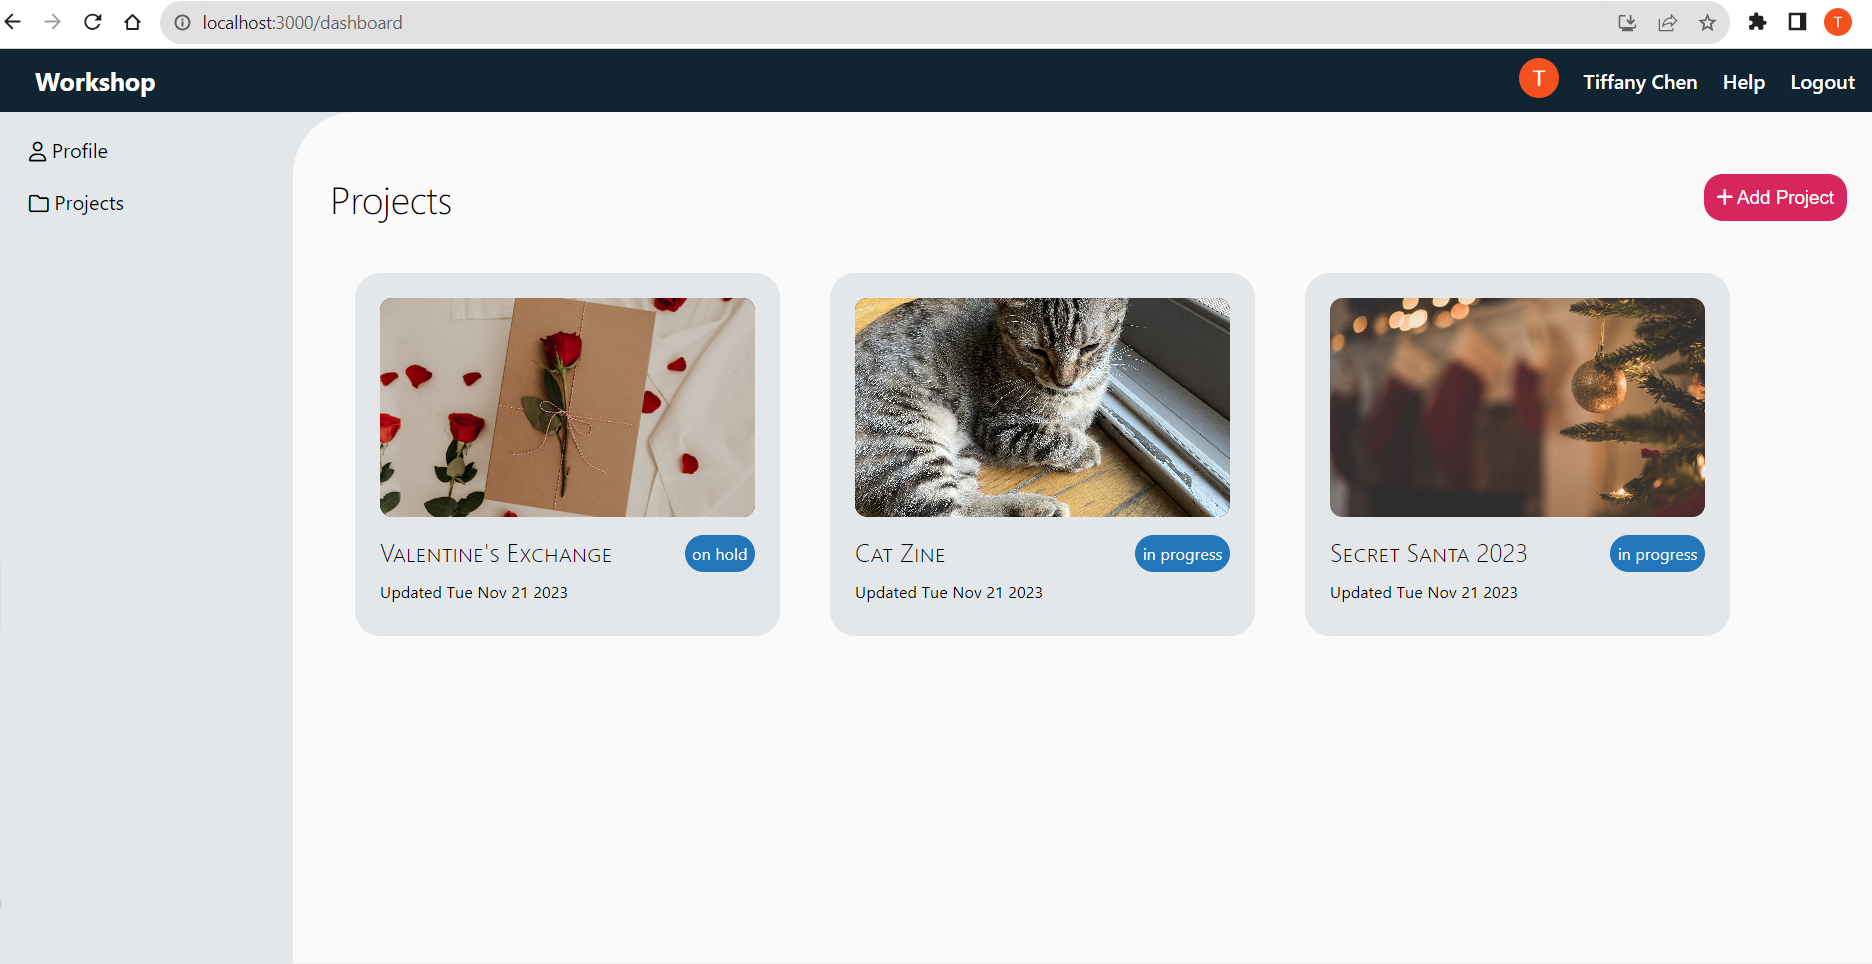 localhost:3000/dashboard
T
Workshop
T
Tiffany Chen
Help
Logout
Profile
Projects
Projects
+ Add Project
Valentine's Exchange
on hold
Updated Tue Nov 21 2023
Cat Zine
in progress
Updated Tue Nov 21 2023
Secret Santa 2023
in progress
Updated Tue Nov 21 2023